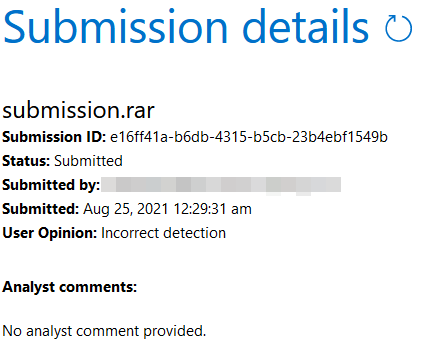 Submission details
submission.rar
Submission ID: e16ff41a-b6db-4315-b5cb-23b4ebf1549b
Status: Submitted
Submitted by:
Submitted: Aug 25, 2021 12:29:31 am
User Opinion: Incorrect detection
Analyst comments:
No analyst comment provided.